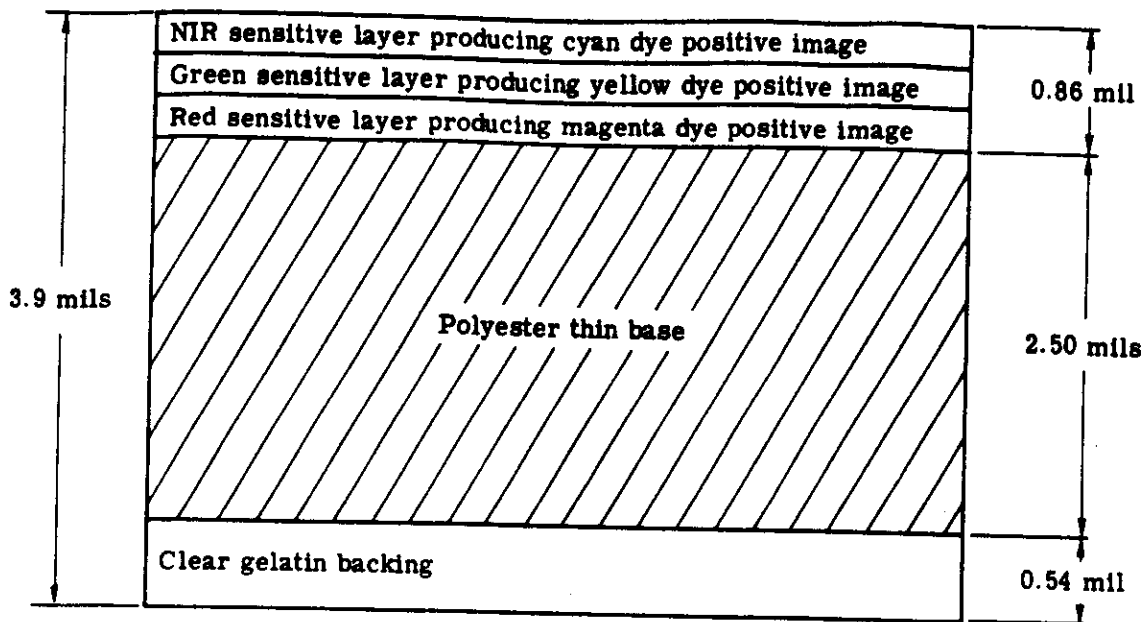 NIR sensitive layer producing cyan dye positive image
Green sensitive layer producing yellow dye positive image
Red sensitive layer producing magenta dye positive image
0.86 mil
3.9 mils
Polyester thin base
2.50 mils
Clear gelatin backing
0.54 mil